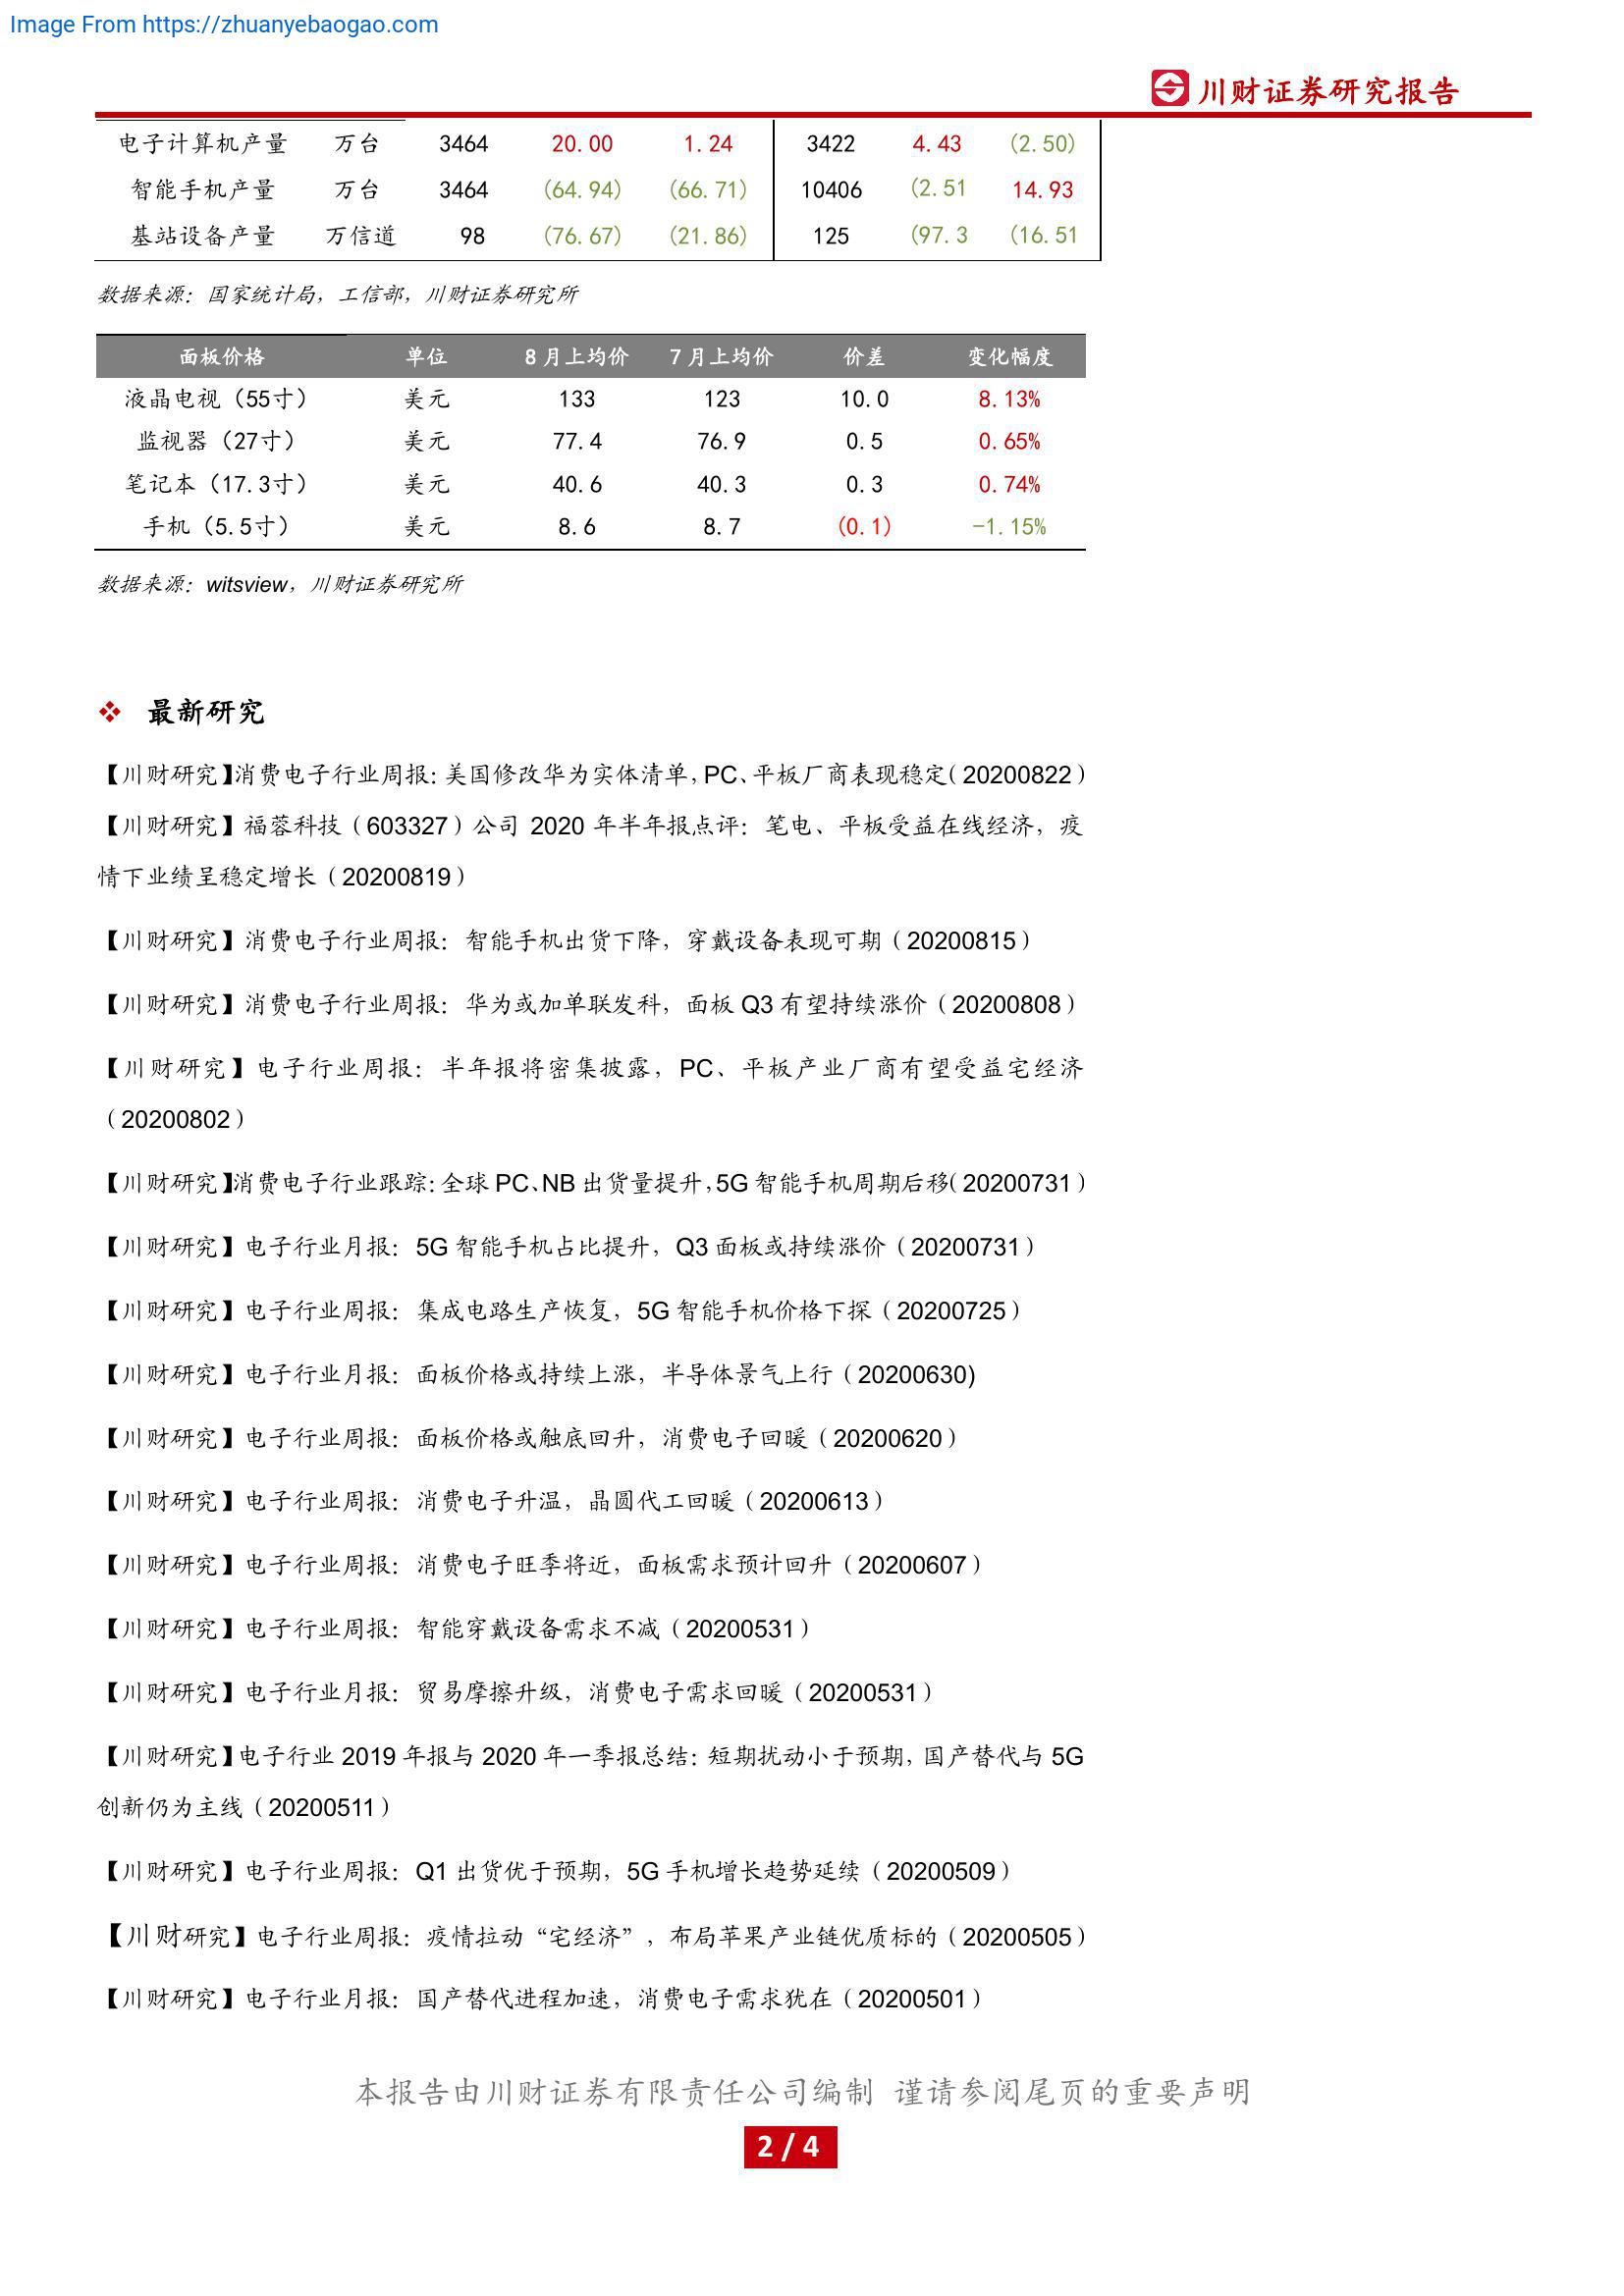 Image From https://zhuanyebaogao.com
川财证券研究报告
电子计算机产量 万台 3464 20.00 1.24 3422 4.43 (2.50)
智能手机产量 万台 3464 (64.94) (66.71) 10406 (2.51 14.93
基站设备产量 万信道 98 (76.67) (21.86) 125 (97.3 (16.51
数据来源：国家统计局，工信部，川财证券研究所
面板价格 单位 8 月上均价 7 月上均价 价差 变化幅度
液晶电视（55寸） 美元 133 123 10.0 8.13%
监视器（27寸） 美元 77.4 76.9 0.5 0.65%
笔记本（17.3寸） 美元 40.6 40.3 0.3 0.74%
手机（5.5寸） 美元 8.6 8.7 (0.1) -1.15%
数据来源：witsview，川财证券研究所
❖ 最新研究
【川财研究】消费电子行业周报：美国修改华为实体清单，PC、平板厂商表现稳定（20200822）
【川财研究】福蓉科技（603327）公司 2020 年半年报点评：笔电、平板受益在线经济，疫
情下业绩呈稳定增长（20200819）
【川财研究】消费电子行业周报：智能手机出货下降，穿戴设备表现可期（20200815）
【川财研究】消费电子行业周报：华为或加单联发科，面板 Q3 有望持续涨价（20200808）
【川财研究】电子行业周报：半年报将密集披露，PC、平板产业厂商有望受益宅经济
（20200802）
【川财研究】消费电子行业跟踪：全球 PC、NB 出货量提升，5G 智能手机周期后移（20200731）
【川财研究】电子行业月报：5G 智能手机占比提升，Q3 面板或持续涨价（20200731）
【川财研究】电子行业周报：集成电路生产恢复，5G 智能手机价格下探（20200725）
【川财研究】电子行业月报：面板价格或持续上涨，半导体景气上行（20200630)
【川财研究】电子行业周报：面板价格或触底回升，消费电子回暖（20200620）
【川财研究】电子行业周报：消费电子升温，晶圆代工回暖（20200613）
【川财研究】电子行业周报：消费电子旺季将近，面板需求预计回升（20200607）
【川财研究】电子行业周报：智能穿戴设备需求不减（20200531）
【川财研究】电子行业月报：贸易摩擦升级，消费电子需求回暖（20200531）
【川财研究】电子行业 2019 年报与 2020 年一季报总结：短期扰动小于预期，国产替代与 5G
创新仍为主线（20200511）
【川财研究】电子行业周报：Q1 出货优于预期，5G 手机增长趋势延续（20200509）
【川财研究】电子行业周报：疫情拉动“宅经济”，布局苹果产业链优质标的（20200505）
【川财研究】电子行业月报：国产替代进程加速，消费电子需求犹在（20200501）
本报告由川财证券有限责任公司编制 谨请参阅尾页的重要声明
2 / 4